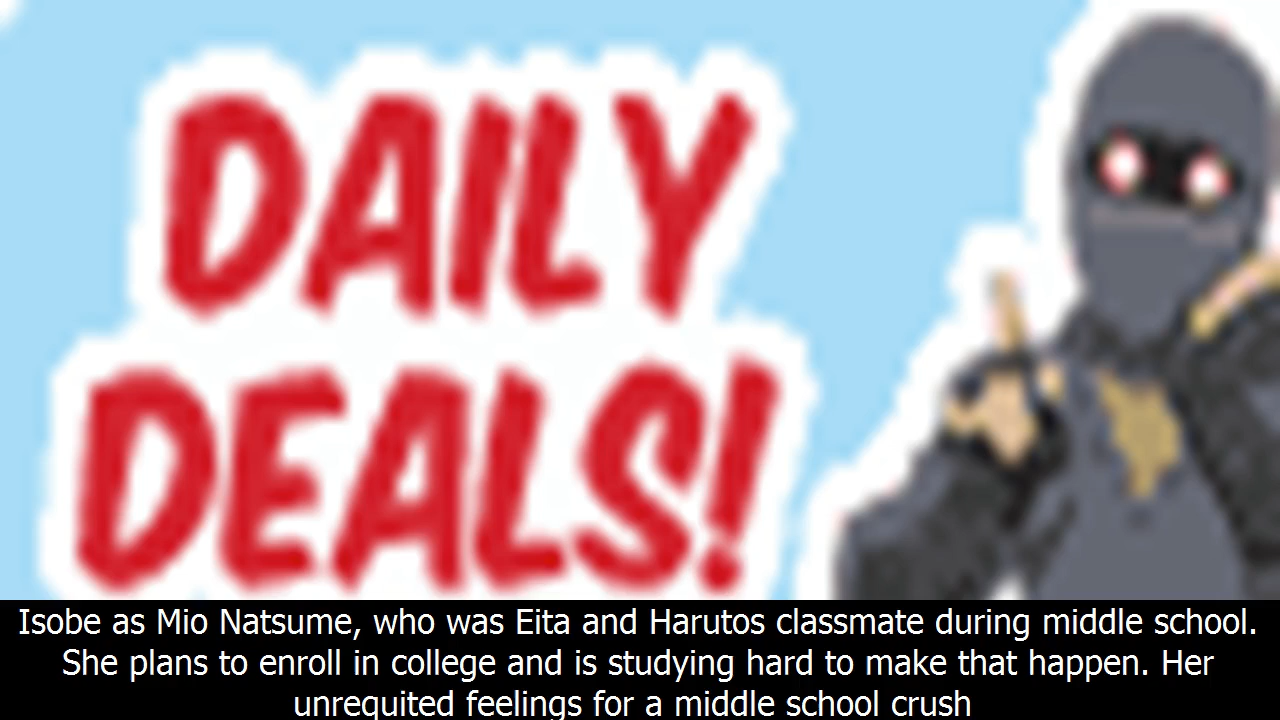 DAILY
DEALS!
Isobe as Mio Natsume, who was Eita and Harutos classmate during middle school.
She plans to enroll in college and is studying hard to make that happen. Her
unrequited feelings for a middle school crush